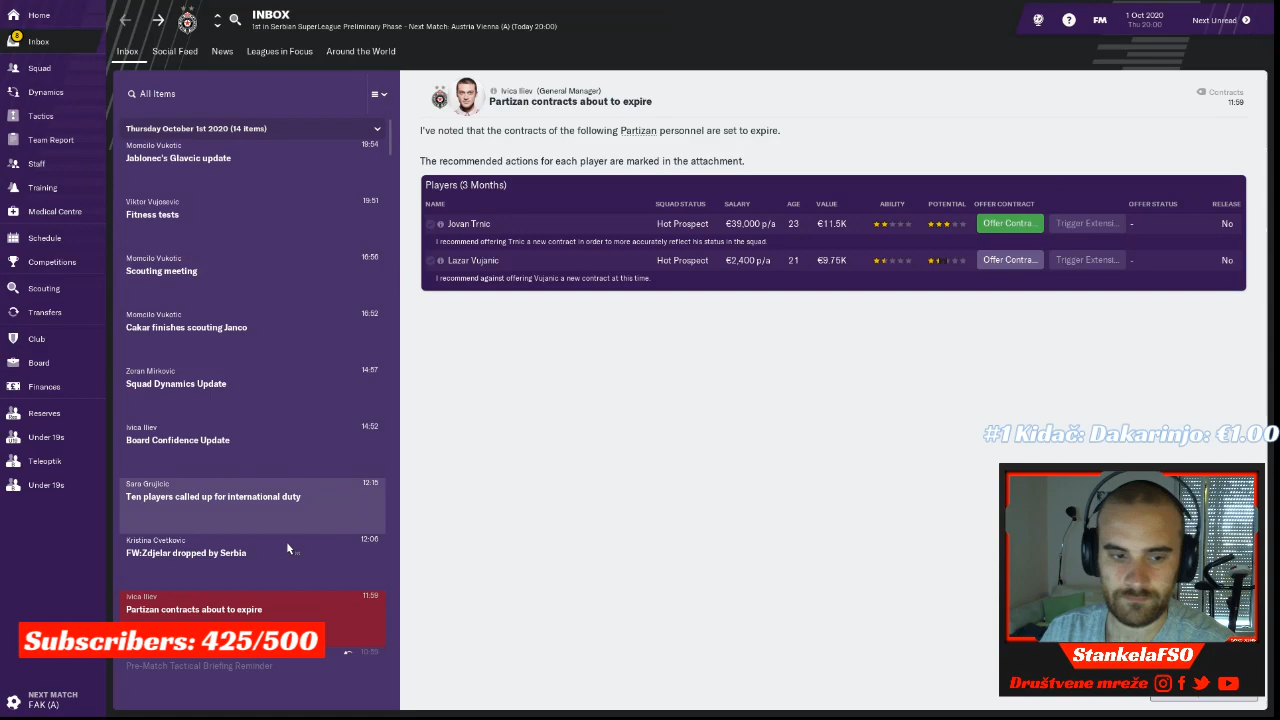 Home
INBOX
1st in Serbian SuperLeague Preliminary Phase - Next Match: Austria Vienna (A) (Today 20:00)
FM
1 Oct 2020
Thu 20:00
Next Unread
8
Inbox
Squad
Dynamics
Tactics
Team Report
Staff
Training
Medical Centre
Schedule
Competitions
Scouting
Transfers
Club
Board
Finances
Reserves
Under 19s
Teleoptik
Under 19s
NEXT MATCH
FAK (A)
Inbox
Social Feed
News
Leagues in Focus
Around the World
All Items
Thursday October 1st 2020 (14 items)
Momcilo Vukotic 19:54
Jablonec's Glavcic update
Viktor Vujosevic 19:51
Fitness tests
Momcilo Vukotic 16:56
Scouting meeting
Momcilo Vukotic 16:52
Cakar finishes scouting Janco
Zoran Mirkovic 14:57
Squad Dynamics Update
Ivica Iliev 14:52
Board Confidence Update
Sara Grujicic 12:15
Ten players called up for international duty
Kristina Cvetkovic 12:06
FW:Zdjelar dropped by Serbia
Ivica Iliev 11:59
Partizan contracts about to expire
10:59
Pre-Match Tactical Briefing Reminder
Subscribers: 425/500
Ivica Iliev (General Manager)
Partizan contracts about to expire
Contracts
11:59
I've noted that the contracts of the following Partizan personnel are set to expire.
The recommended actions for each player are marked in the attachment.
Players (3 Months)
NAME SQUAD STATUS SALARY AGE VALUE ABILITY POTENTIAL OFFER CONTRACT OFFER STATUS RELEASE
Jovan Trnic Hot Prospect €39,000 p/a 23 €11.5K Offer Contra... Trigger Extensi... - No
I recommend offering Trnic a new contract in order to more accurately reflect his status in the squad.
Lazar Vujanic Hot Prospect €2,400 p/a 21 €9.75K Offer Contra... Trigger Extensi... - No
I recommend against offering Vujanic a new contract at this time.
#1 Kidač: Dakarinjo: €1.00
StankelaFSO
Društvene mreže